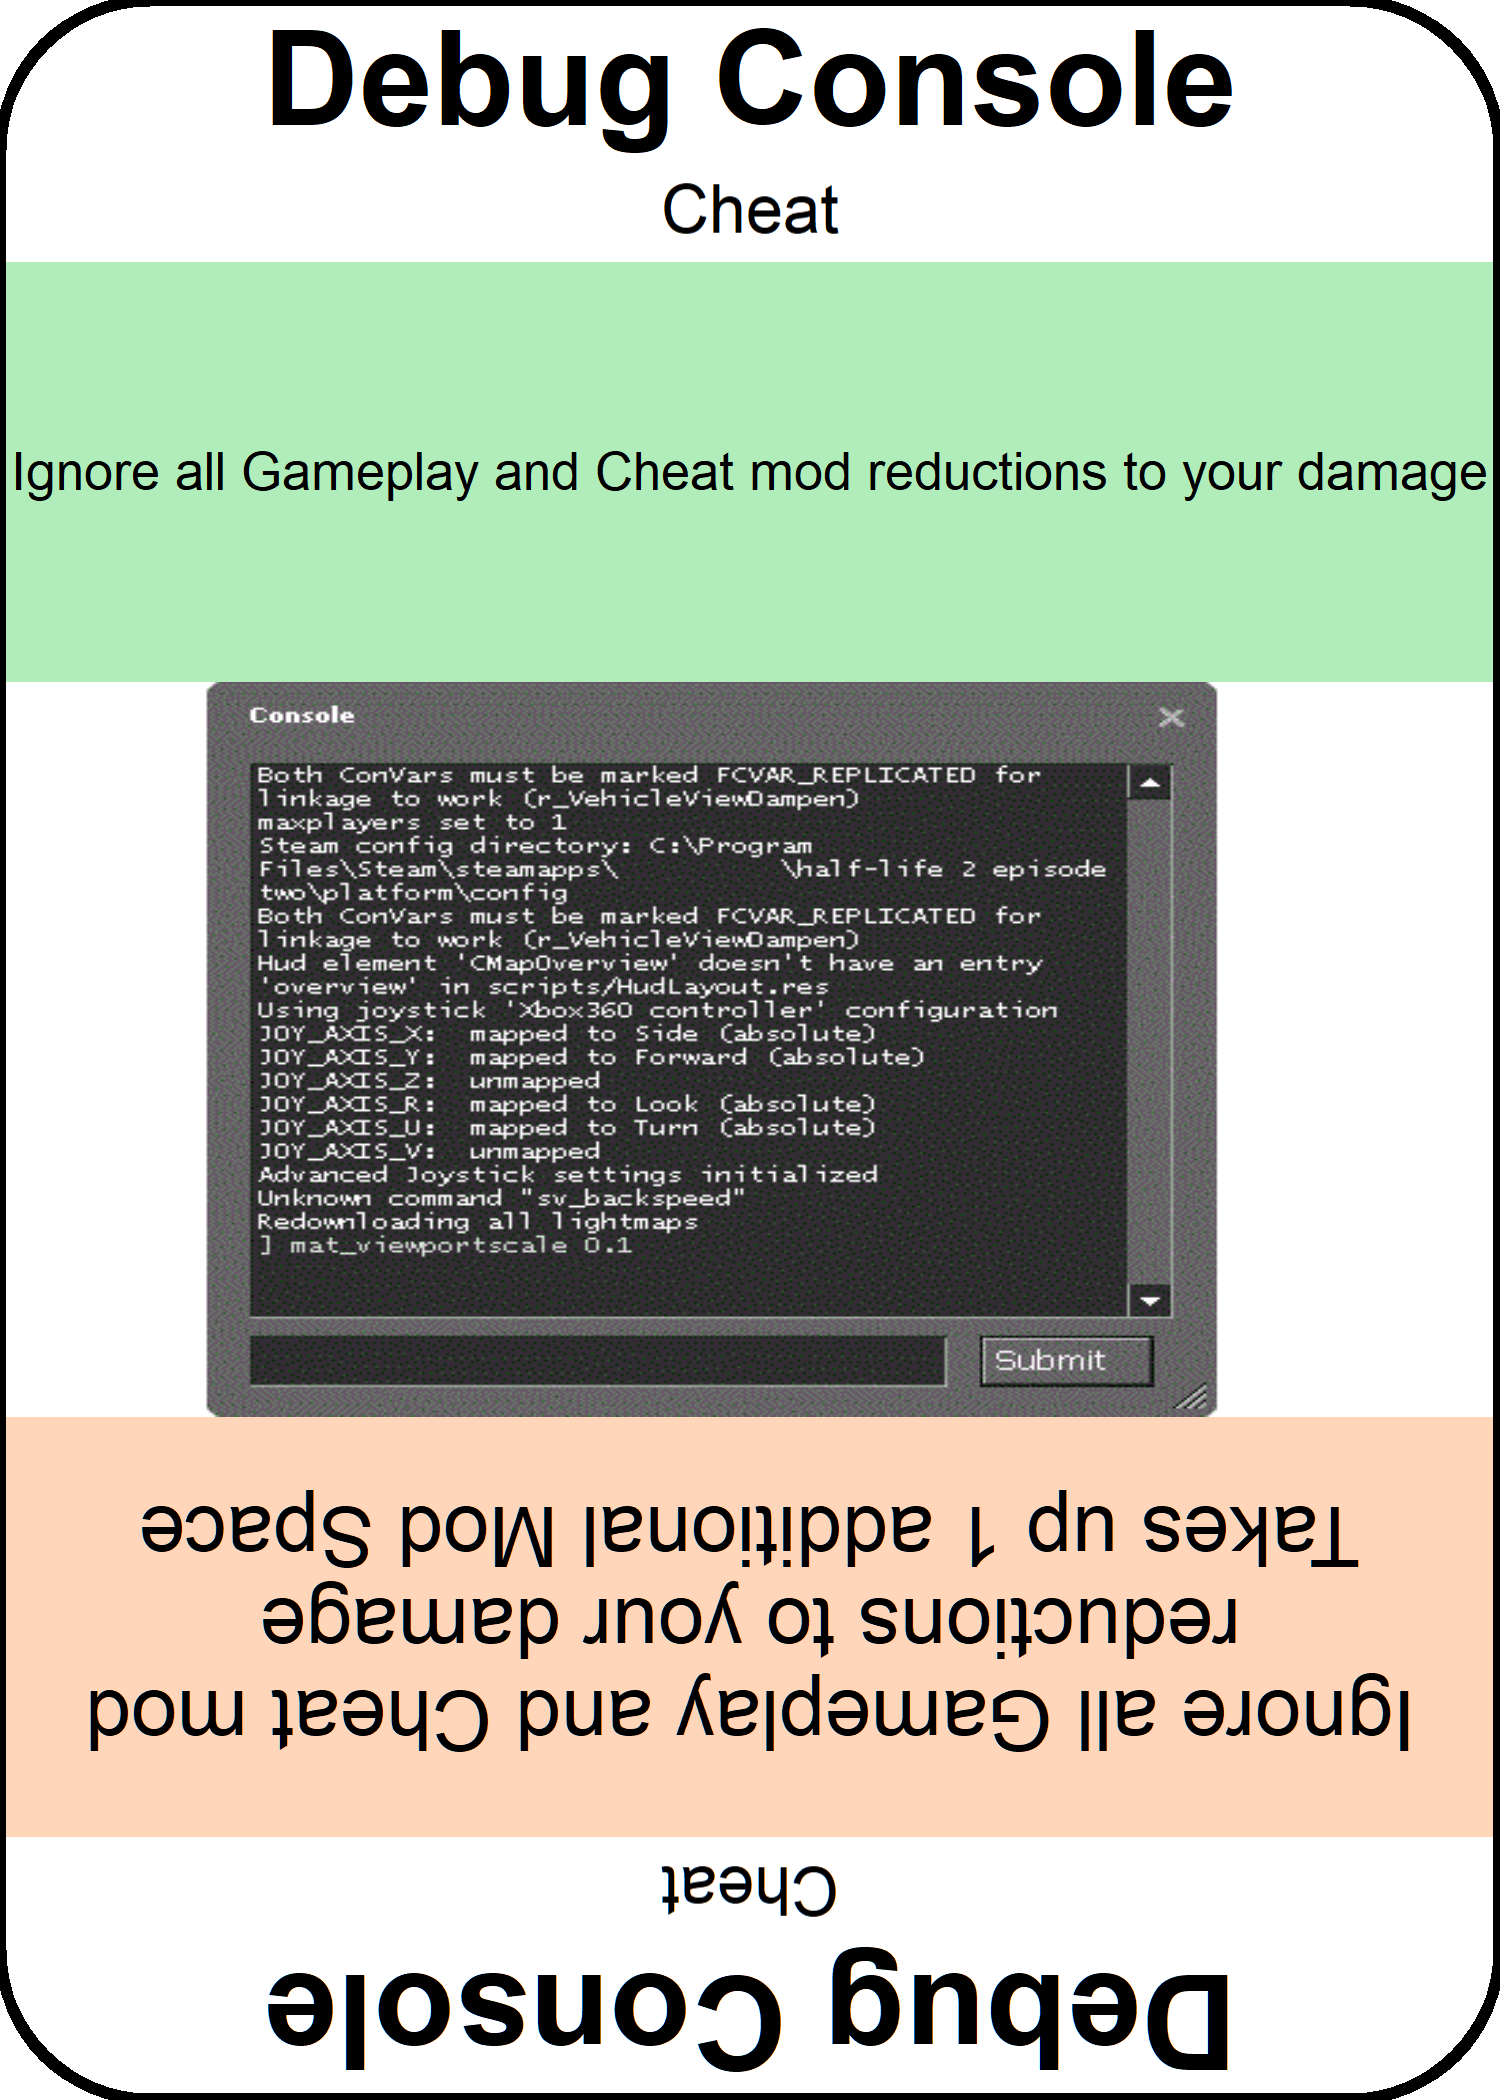 Debug Console
Cheat
Ignore all Gameplay and Cheat mod reductions to your damage
Console
Both ConVars must be marked FCVAR_REPLICATED for
linkage to work (r_VehicleViewDampen)
maxplayers set to 1
Steam config directory: C:\Program
Files\Steam\steamapps\          \half-life 2 episode
two\platform\config
Both ConVars must be marked FCVAR_REPLICATED for
linkage to work (r_VehicleViewDampen)
Hud element 'CMapOverview' doesn't have an entry
'overview' in scripts/HudLayout.res
Using joystick 'Xbox360 controller' configuration
JOY_AXIS_X:  mapped to Side (absolute)
JOY_AXIS_Y:  mapped to Forward (absolute)
JOY_AXIS_Z:  unmapped
JOY_AXIS_R:  mapped to Look (absolute)
JOY_AXIS_U:  mapped to Turn (absolute)
JOY_AXIS_V:  unmapped
Advanced Joystick settings initialized
Unknown command "sv_backspeed"
Redownloading all lightmaps
] mat_viewportscale 0.1
Submit
Debug Console
Cheat
Ignore all Gameplay and Cheat mod
reductions to your damage
Takes up 1 additional Mod Space